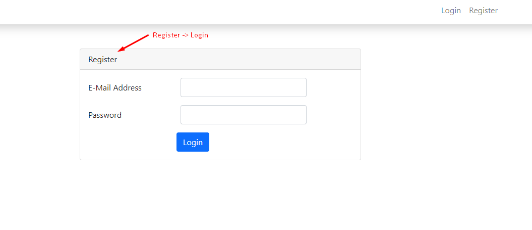 Login Register
Register -> Login
Register
E-Mail Address
Password
Login